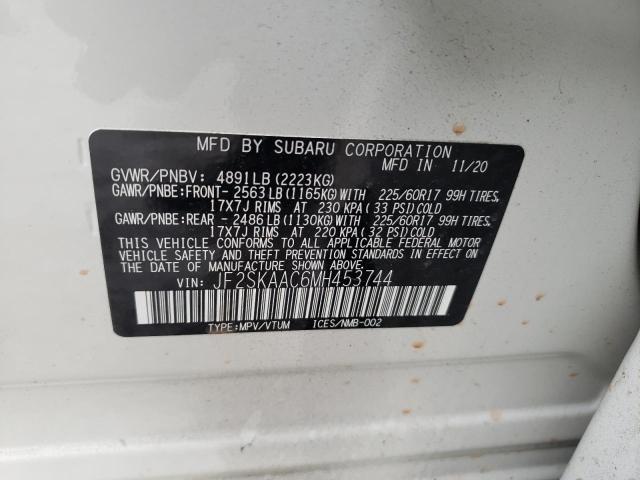 MFD BY SUBARU CORPORATION
GVWR/PNBV: 4891LB (2223KG) MFD IN 11/20
GAWR/PNBE:FRONT- 2563LB (1165KG)WITH 225/60R17 99H TIRES,
17X7J RIMS AT 230 KPA (33 PSI)COLD
GAWR/PNBE:REAR - 2486LB (1130KG)WITH 225/60R17 99H TIRES,
17X7J RIMS AT 220 KPA (32 PSI)COLD
THIS VEHICLE CONFORMS TO ALL APPLICABLE FEDERAL MOTOR
VEHICLE SAFETY AND THEFT PREVENTION STANDARDS IN EFFECT ON
THE DATE OF MANUFACTURE SHOWN ABOVE.
VIN: JF2SKAAC6MH453744
TYPE:MPV/VTUM ICES/NMB-002